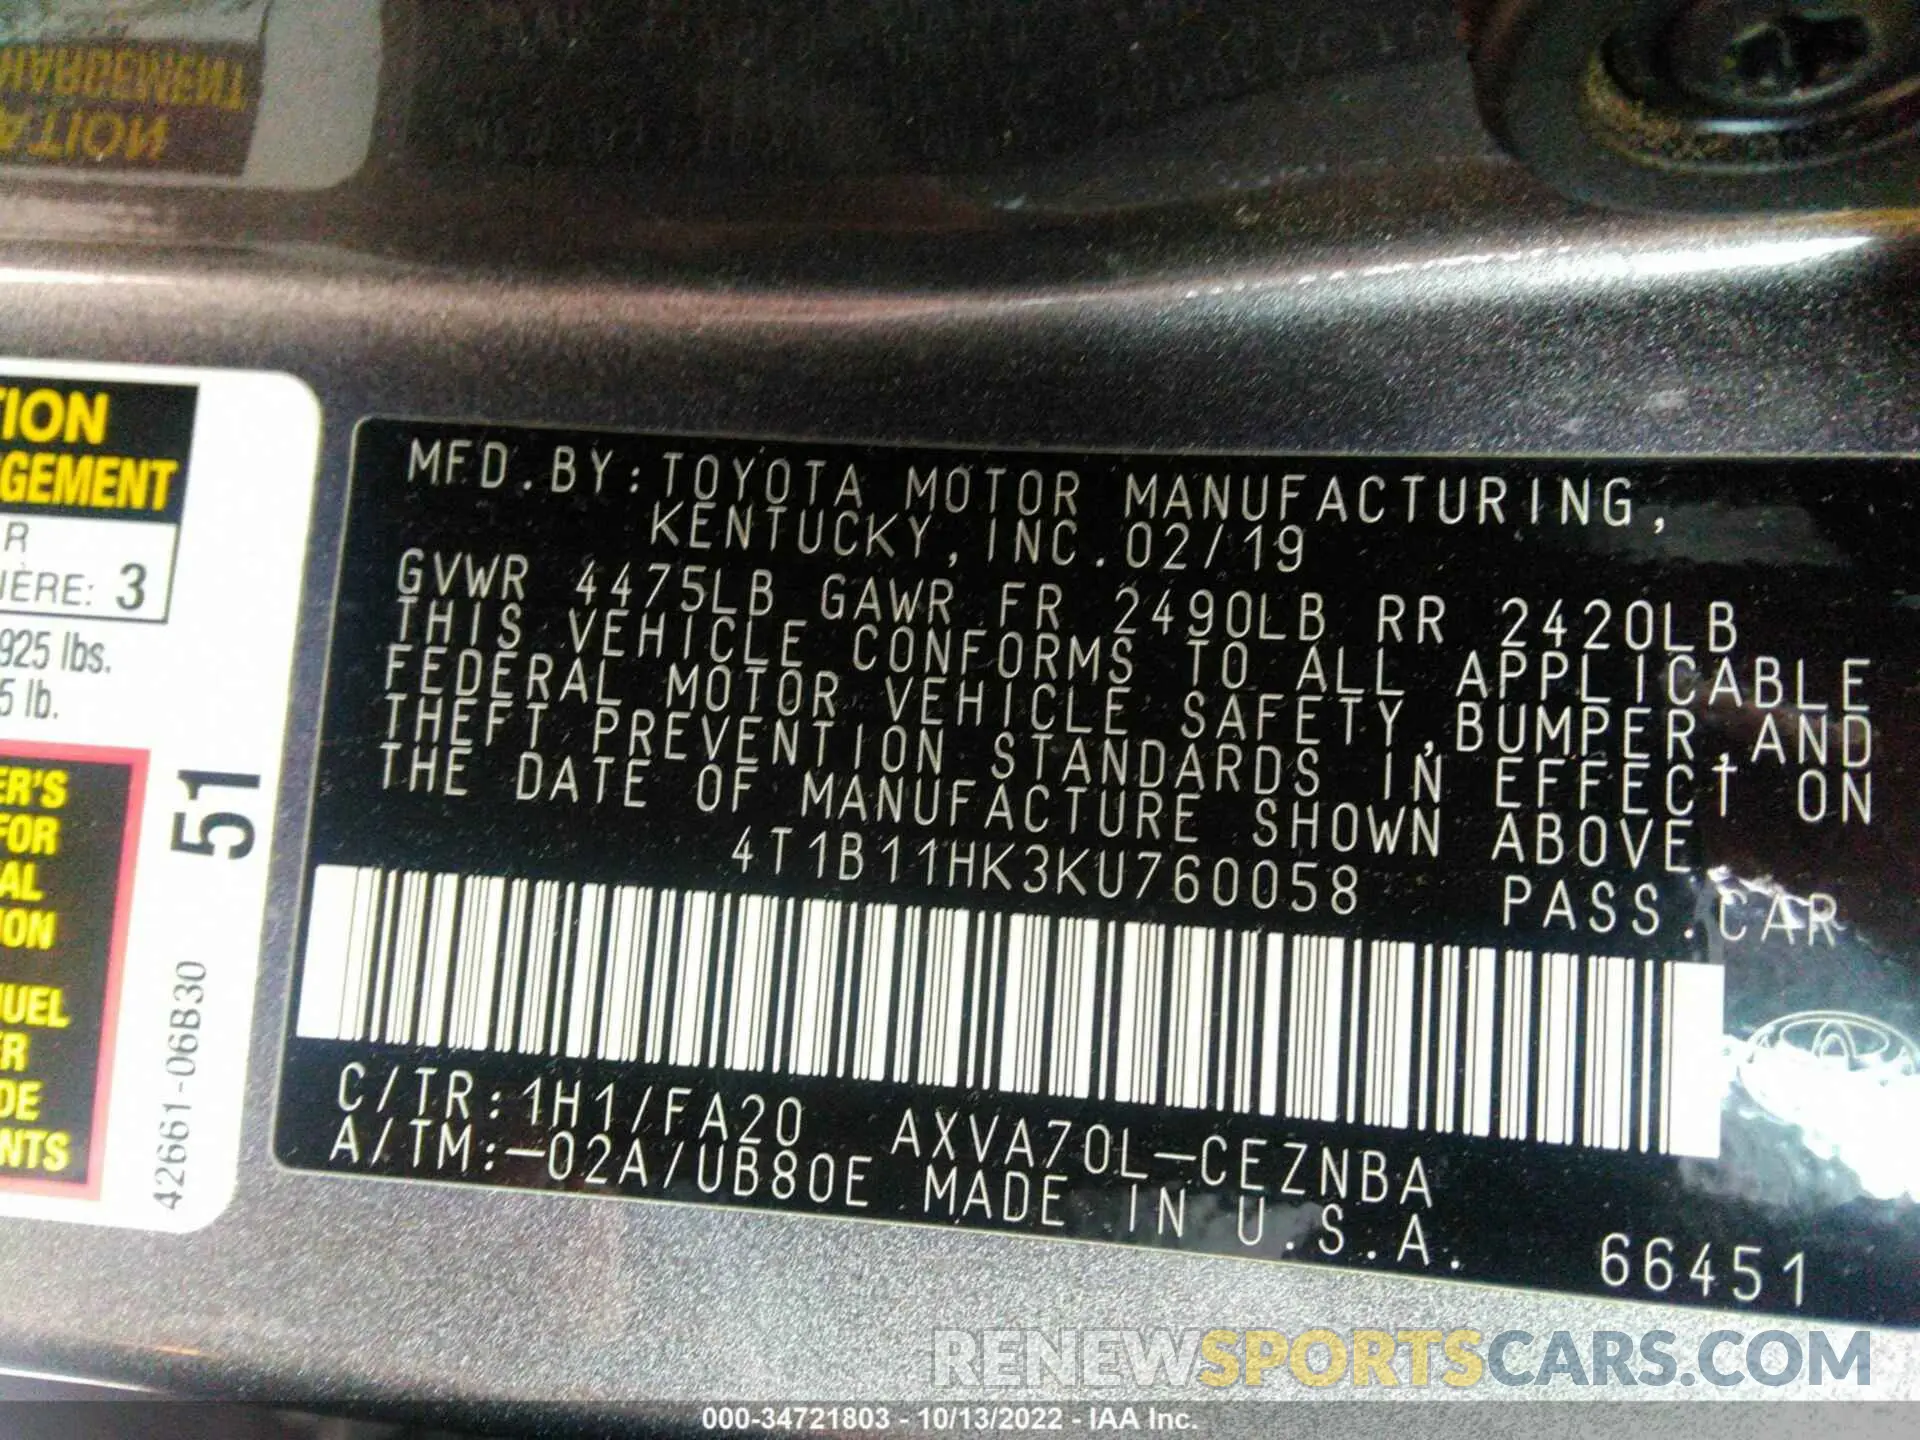 TION
GEMENT
R
IÈRE: 3
925 lbs.
5 lb.
ER'S
FOR
AL
ION
NUEL
ER
DE
NTS
51
42661-06B30
MFD.BY:TOYOTA MOTOR MANUFACTURING,
KENTUCKY,INC.02/19
GVWR 4475LB GAWR FR 2490LB RR 2420LB
THIS VEHICLE CONFORMS TO ALL APPLICABLE
FEDERAL MOTOR VEHICLE SAFETY,BUMPER,AND
THEFT PREVENTION STANDARDS IN EFFECT ON
THE DATE OF MANUFACTURE SHOWN ABOVE
4T1B11HK3KU760058 PASS.CAR
C/TR:1H1/FA20 AXVA70L-CEZNBA
A/TM:-02A/UB80E MADE IN U.S.A.
66451
RENEWSPORTSCARS.COM
000-34721803 - 10/13/2022 - IAA Inc.